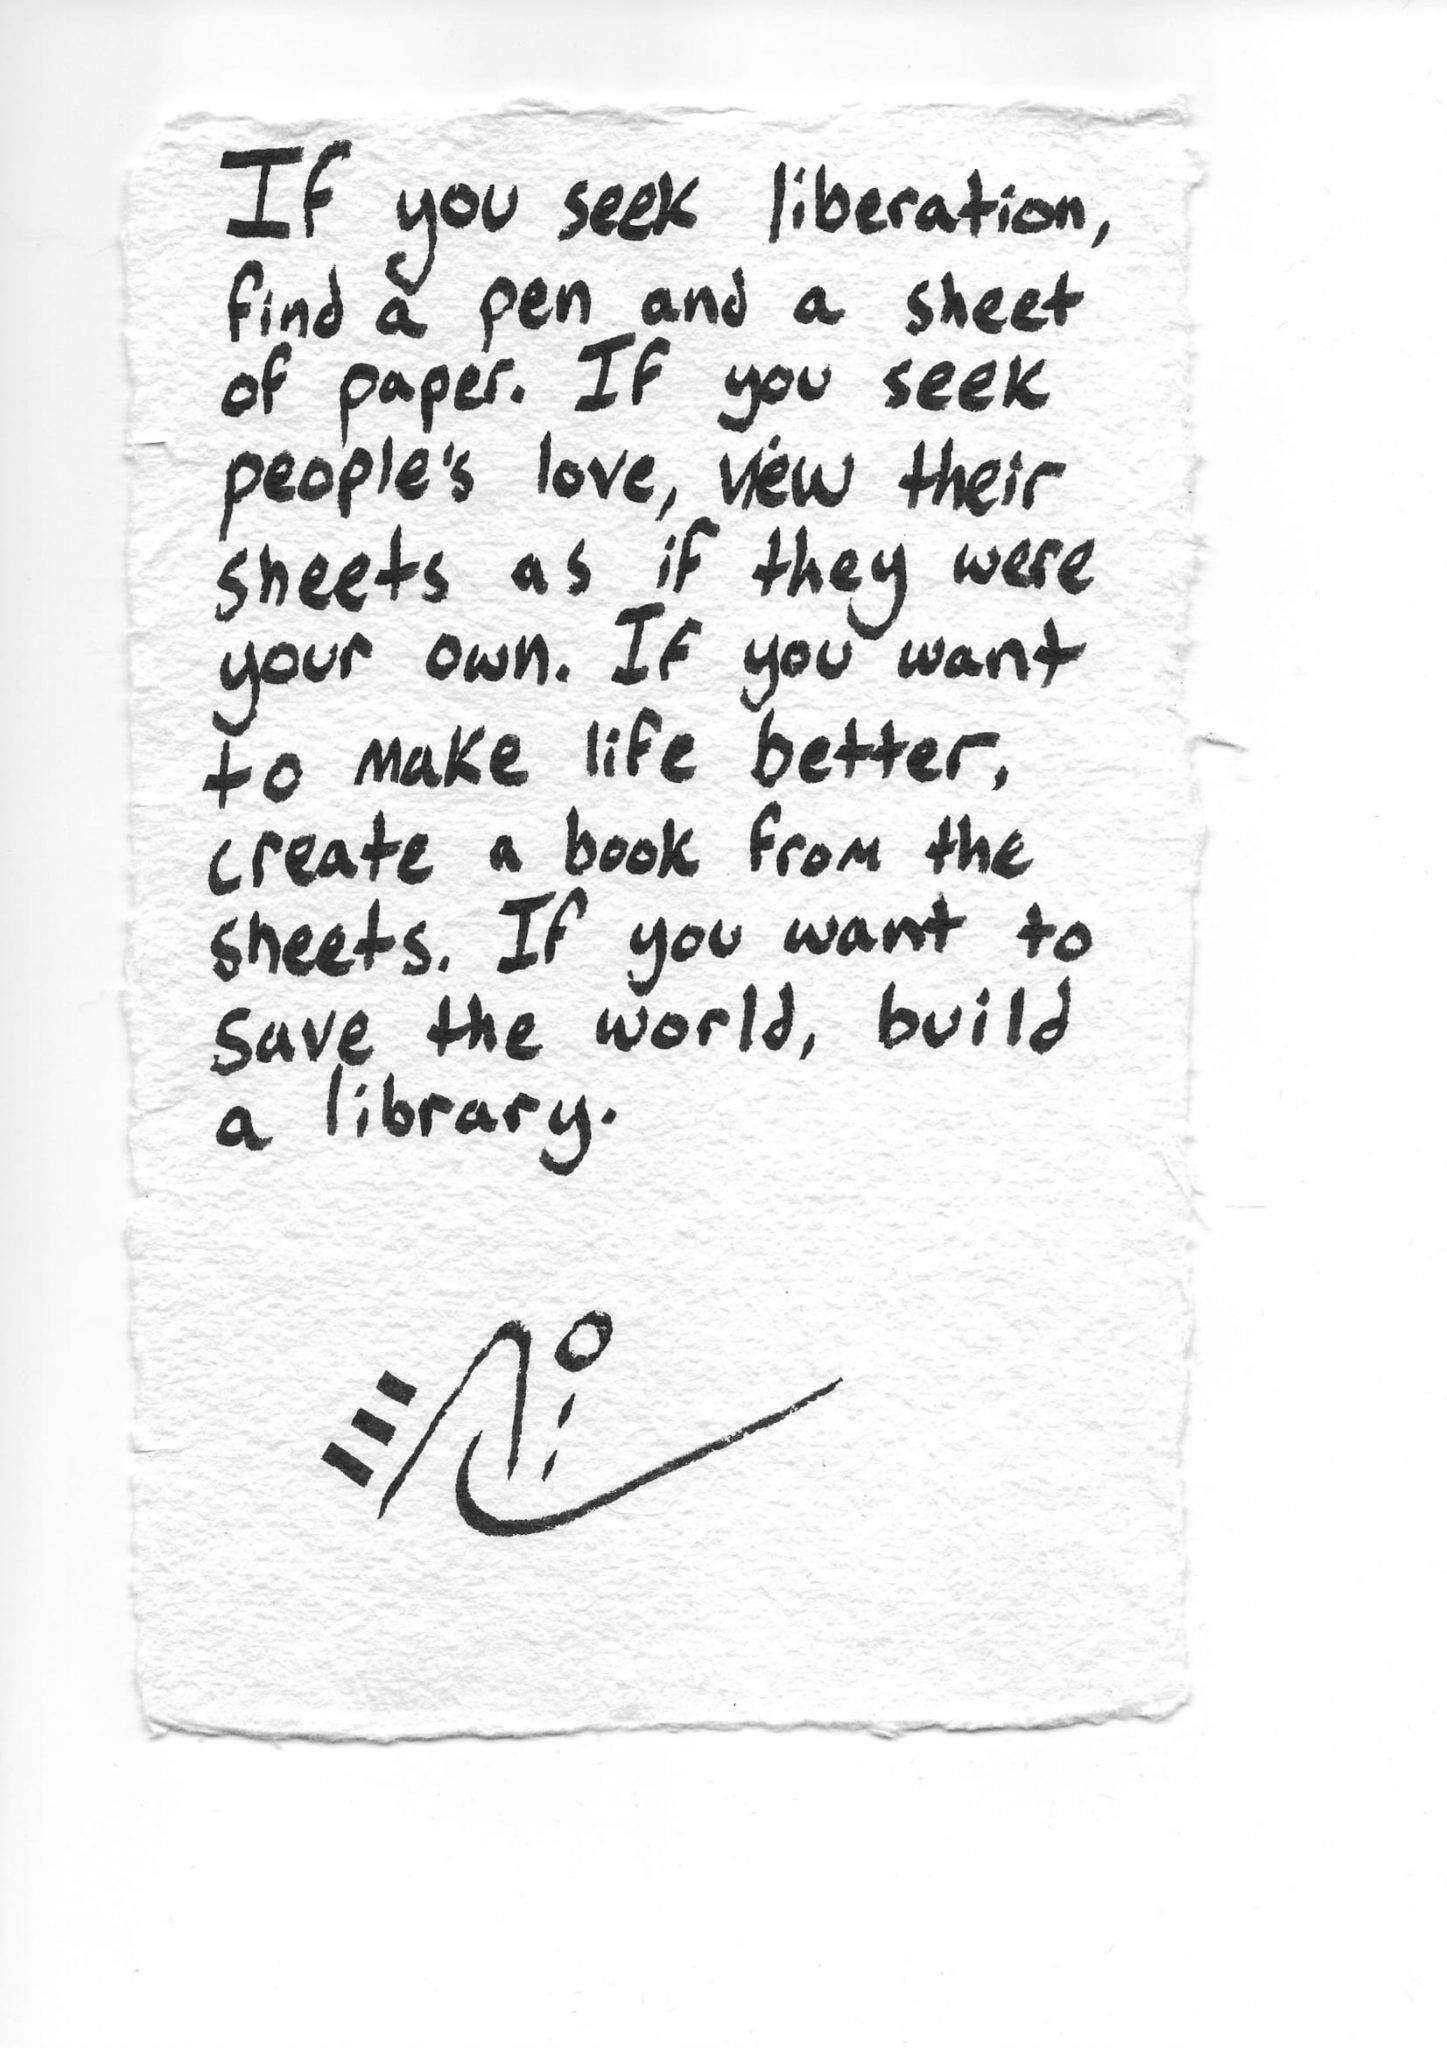 If you seek liberation,
find a pen and a sheet
of paper. If you seek
people's love, view their
sheets as if they were
your own. If you want
to make life better,
create a book from the
sheets. If you want to
save the world, build
a library.